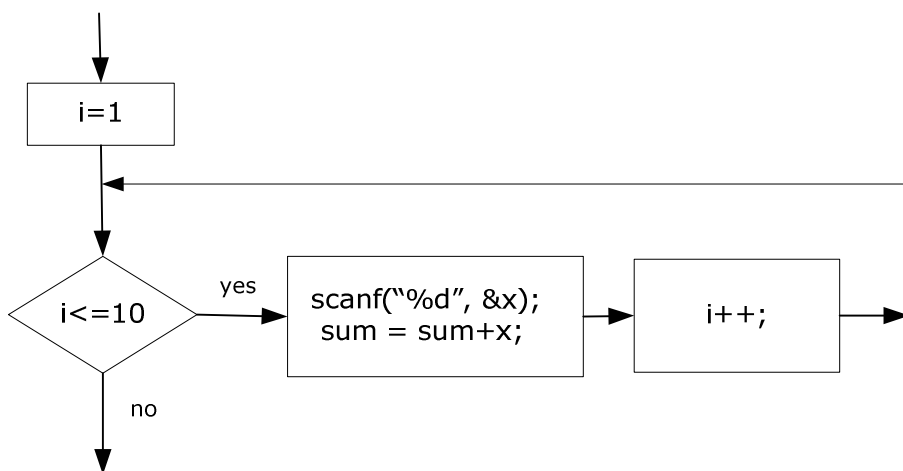 i=1
i<=10
yes
scanf(“%d”, &x);
sum = sum+x;
i++;
no